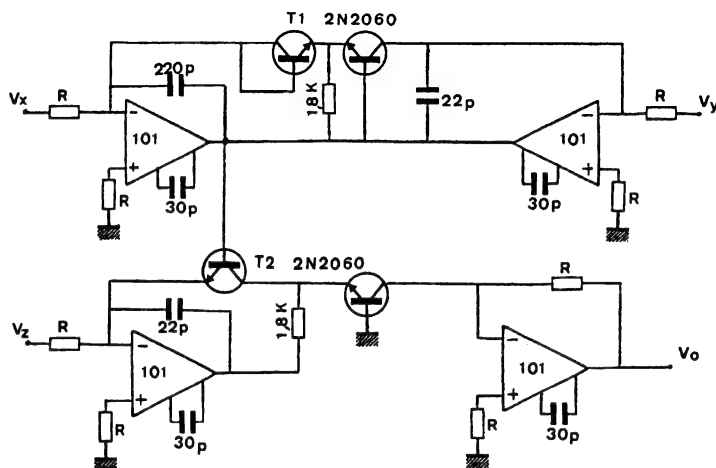 T1 2N2060
220p
1,8K
22p
Vx
R
−
101
+
R
30p
−
101
+
R
30p
R
Vy
T2 2N2060
Vz
R
22p
−
101
+
R
30p
1,8K
R
−
101
+
R
30p
Vo